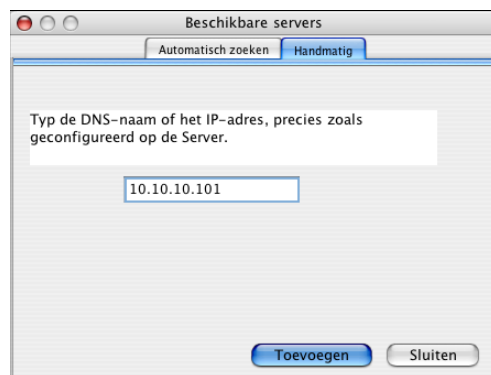 Beschikbare servers
Automatisch zoeken Handmatig
Typ de DNS-naam of het IP-adres, precies zoals
geconfigureerd op de Server.
10.10.10.101
Toevoegen Sluiten